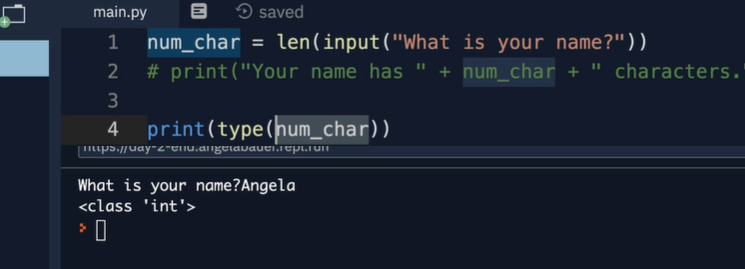 main.py saved
1 num_char = len(input("What is your name?"))
2 # print("Your name has " + num_char + " characters."
3
4 print(type(num_char))
https://day-2-end.angelabauer.repl.run
What is your name?Angela
<class 'int'>